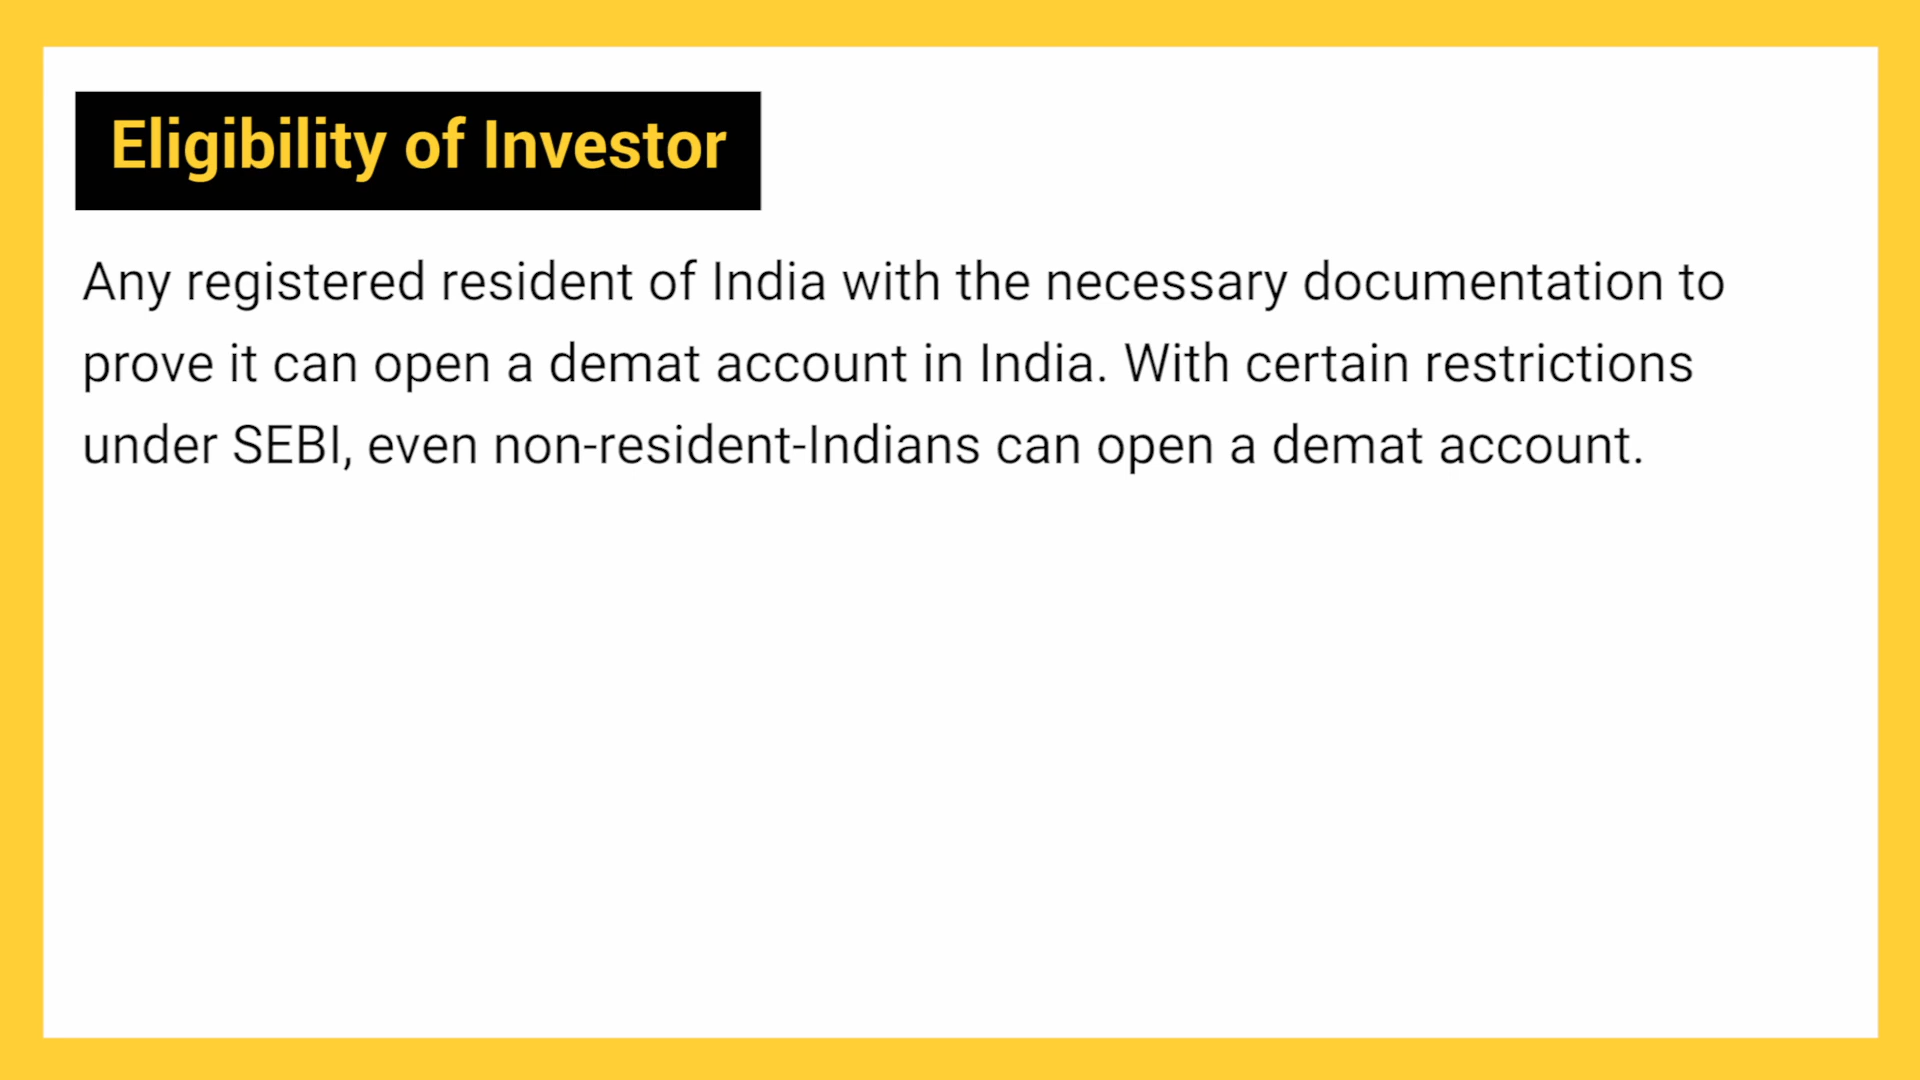 Eligibility of Investor
Any registered resident of India with the necessary documentation to
prove it can open a demat account in India. With certain restrictions
under SEBI, even non-resident-Indians can open a demat account.